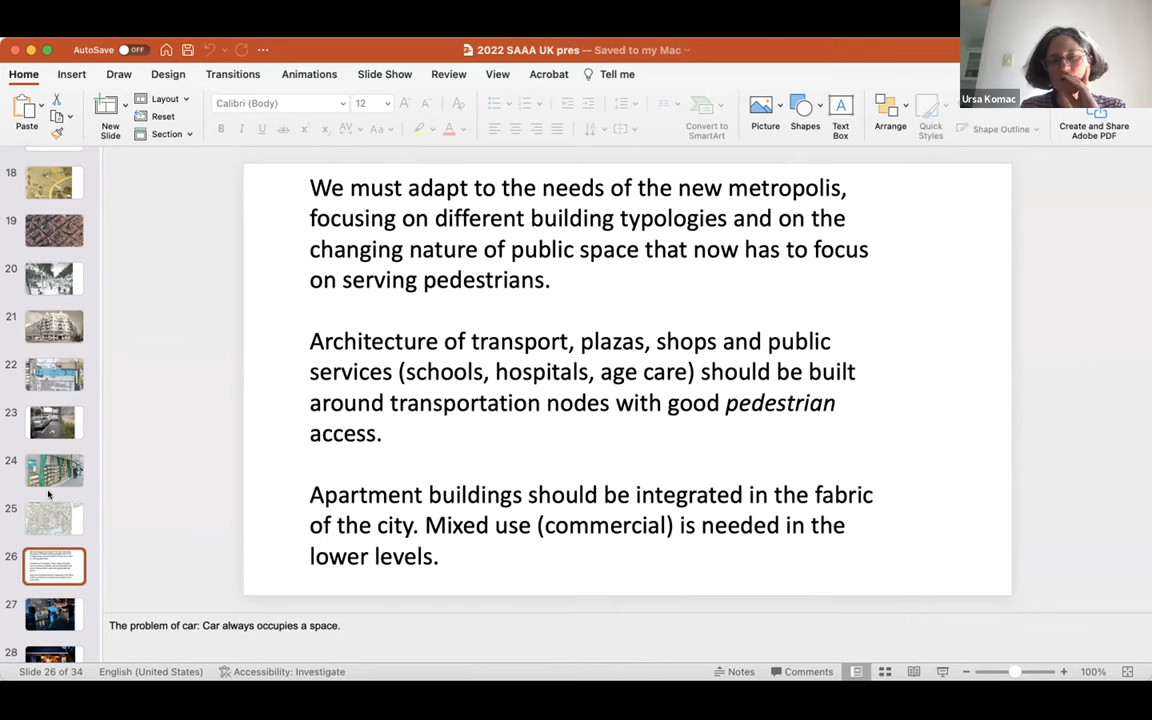 AutoSave OFF
2022 SAAA UK pres — Saved to my Mac
Home Insert Draw Design Transitions Animations Slide Show Review View Acrobat Tell me
Paste
New Slide
Layout
Reset
Section
Calibri (Body) 12
B I U ab x x AV Aa A
Convert to SmartArt
Picture
Shapes
Text Box
Arrange
Quick Styles
Shape Outline
Create and Share Adobe PDF
Ursa Komac
18
19
20
21
22
23
24
25
26
27
28
We must adapt to the needs of the new metropolis,
focusing on different building typologies and on the
changing nature of public space that now has to focus
on serving pedestrians.
Architecture of transport, plazas, shops and public
services (schools, hospitals, age care) should be built
around transportation nodes with good pedestrian
access.
Apartment buildings should be integrated in the fabric
of the city. Mixed use (commercial) is needed in the
lower levels.
The problem of car: Car always occupies a space.
Slide 26 of 34 English (United States) Accessibility: Investigate Notes Comments 100%